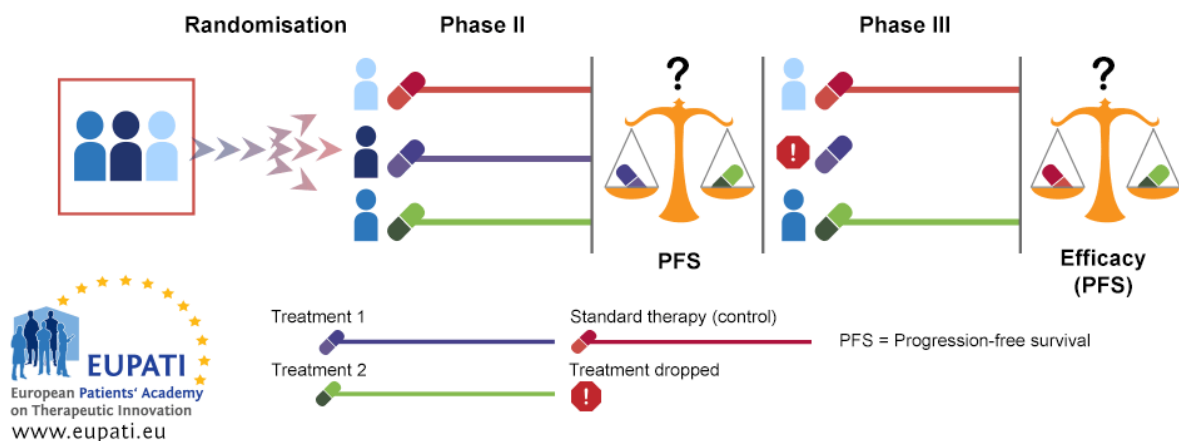 Randomisation
Phase II
Phase III
?
?
!
PFS
Efficacy
(PFS)
Treatment 1
Standard therapy (control)
PFS = Progression-free survival
Treatment 2
Treatment dropped
!
EUPATI
European Patients' Academy
on Therapeutic Innovation
www.eupati.eu